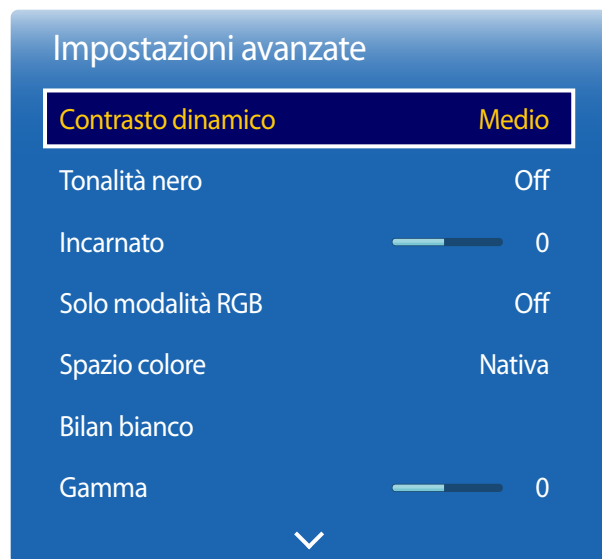 Impostazioni avanzate
Contrasto dinamico Medio
Tonalità nero Off
Incarnato 0
Solo modalità RGB Off
Spazio colore Nativa
Bilan bianco
Gamma 0